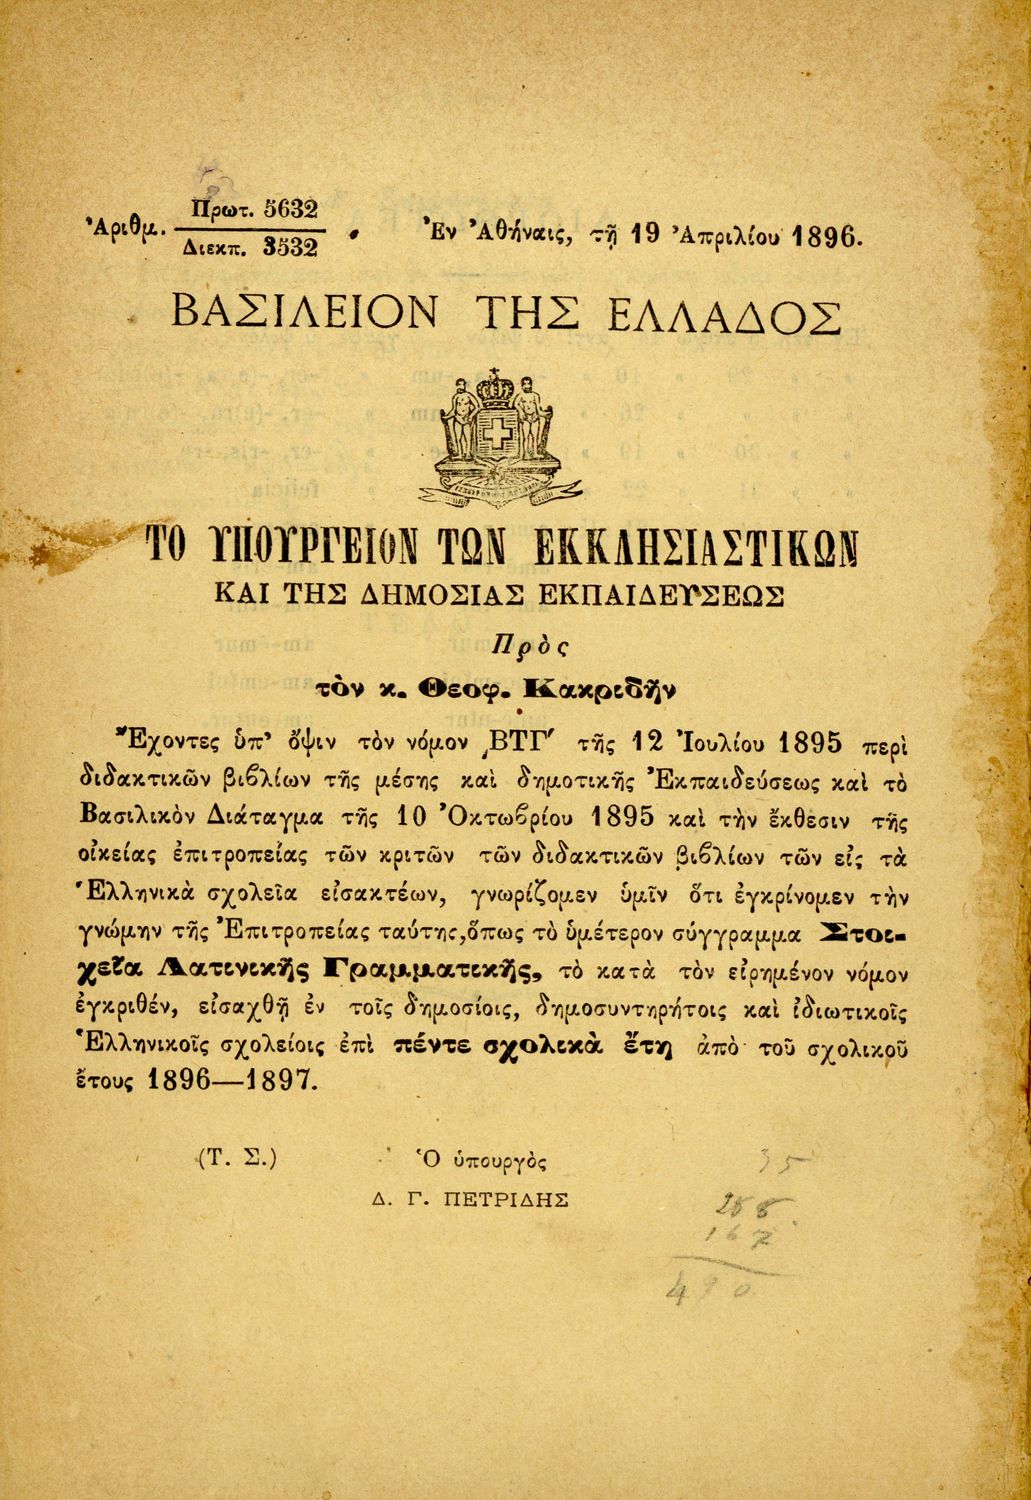 Ἀριθμ. Πρωτ. 5632 / Διεκπ. 3532 . Ἐν Ἀθήναις, τῇ 19 Ἀπριλίου 1896.
ΒΑΣΙΛΕΙΟΝ ΤΗΣ ΕΛΛΑΔΟΣ
ΤΟ ΥΠΟΥΡΓΕΙΟΝ ΤΩΝ ΕΚΚΛΗΣΙΑΣΤΙΚΩΝ
ΚΑΙ ΤΗΣ ΔΗΜΟΣΙΑΣ ΕΚΠΑΙΔΕΥΣΕΩΣ
Πρὸς
τὸν κ. Θεοφ. Κακριδῆν
Ἔχοντες ὑπ' ὄψιν τὸν νόμον ͵ΒΤΓ΄ τῆς 12 Ἰουλίου 1895 περὶ
διδακτικῶν βιϐλίων τῆς μέσης καὶ δημοτικῆς Ἐκπαιδεύσεως καὶ τὸ
Βασιλικὸν Διάταγμα τῆς 10 Ὀκτωϐρίου 1895 καὶ τὴν ἔκθεσιν τῆς
οἰκείας ἐπιτροπείας τῶν κριτῶν τῶν διδακτικῶν βιϐλίων τῶν εἰς τὰ
Ἑλληνικὰ σχολεῖα εἰσακτέων, γνωρίζομεν ὑμῖν ὅτι ἐγκρίνομεν τὴν
γνώμην τῆς Ἐπιτροπείας ταύτης,ὅπως τὸ ὑμέτερον σύγγραμμα Στοι-
χεῖα Λατινικῆς Γραμματικῆς, τὸ κατὰ τὸν εἰρημένον νόμον
ἐγκριθέν, εἰσαχθῇ ἐν τοῖς δημοσίοις, δημοσυντηρήτοις καὶ ἰδιωτικοῖς
Ἑλληνικοῖς σχολείοις ἐπὶ πέντε σχολικὰ ἔτη ἀπὸ τοῦ σχολικοῦ
ἔτους 1896—1897.
(Τ. Σ.) Ὁ ὑπουργὸς
Δ. Γ. ΠΕΤΡΙΔΗΣ
35
167